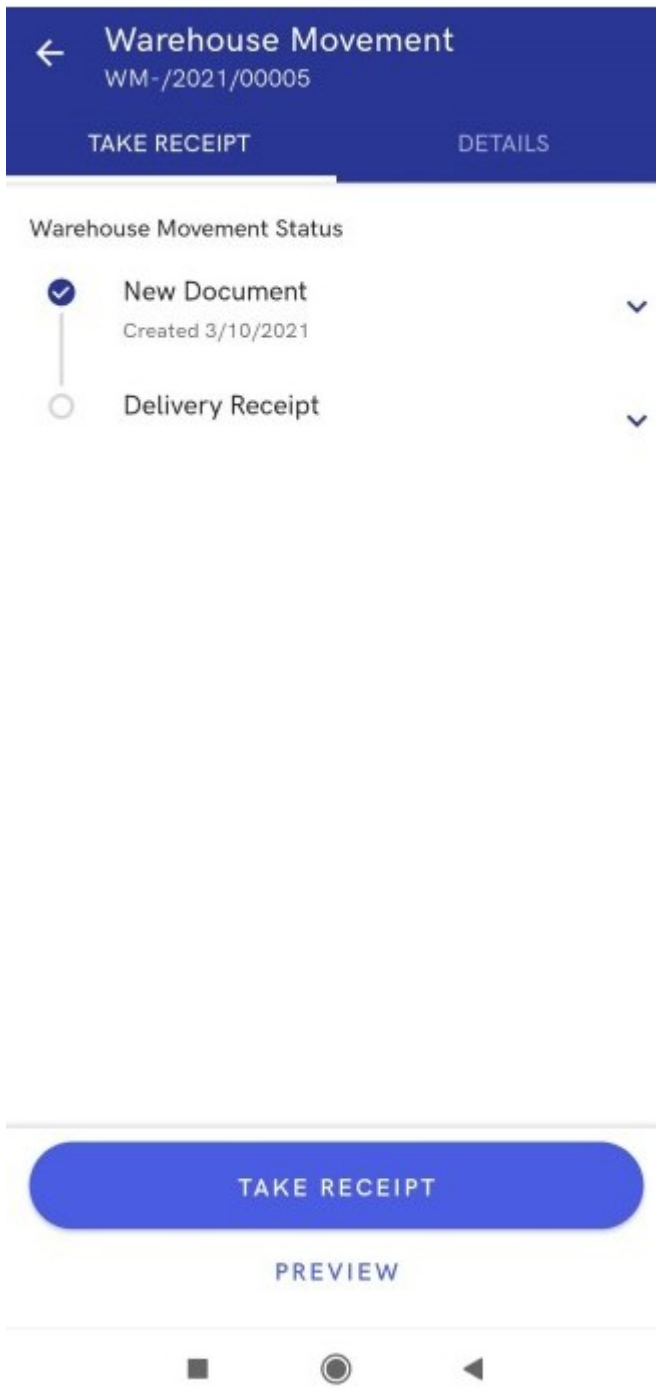 Warehouse Movement
WM-/2021/00005
TAKE RECEIPT
DETAILS
Warehouse Movement Status
New Document
Created 3/10/2021
Delivery Receipt
TAKE RECEIPT
PREVIEW